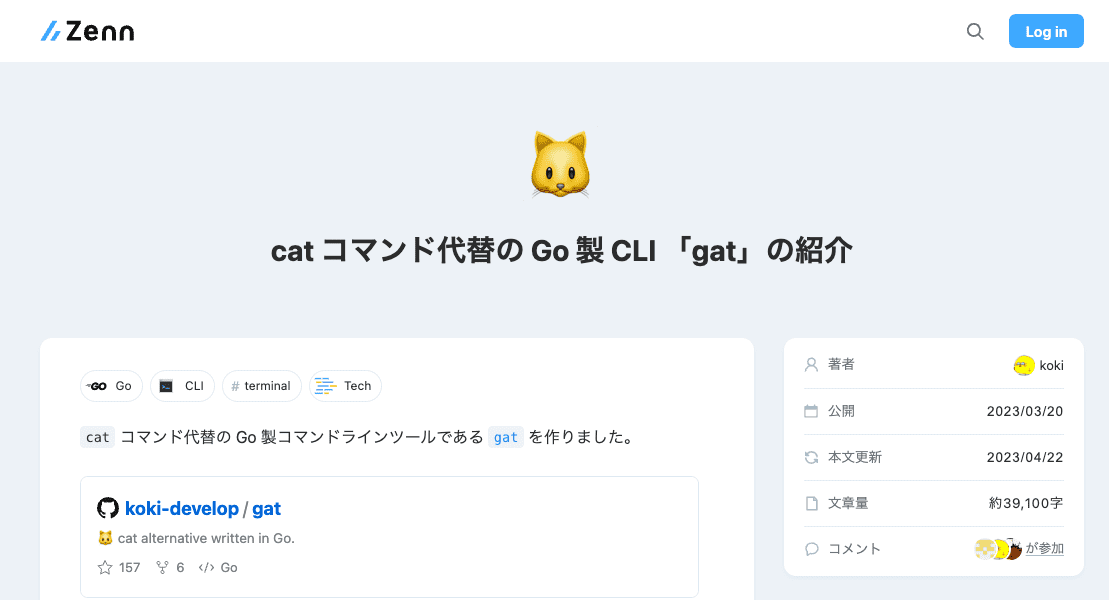 Zenn
Log in
cat コマンド代替の Go 製 CLI 「gat」の紹介
GO Go CLI # terminal Tech
cat コマンド代替の Go 製コマンドラインツールである gat を作りました。
koki-develop / gat
cat alternative written in Go.
157 6 </> Go
著者 koki
公開 2023/03/20
本文更新 2023/04/22
文章量 約39,100字
コメント が参加